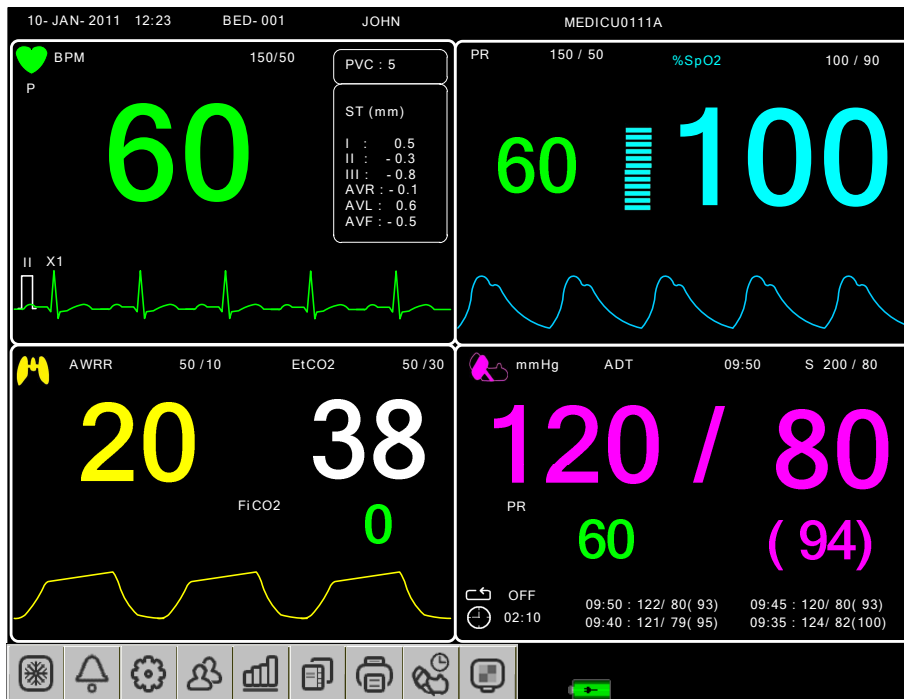 10- JAN- 2011 12:23 BED- 001 JOHN MEDICU0111A
BPM 150/50
P
60
PVC : 5
ST (mm)
I : 0.5
II : - 0.3
III : - 0.8
AVR : - 0.1
AVL : 0.6
AVF : - 0.5
II X1
PR 150 / 50 %SpO2 100 / 90
60 100
AWRR 50 /10 EtCO2 50 /30
20 38
FiCO2
0
mmHg ADT 09:50 S 200 / 80
120 / 80
PR
60 ( 94)
OFF
02:10
09:50 : 122/ 80( 93) 09:45 : 120/ 80( 93)
09:40 : 121/ 79( 95) 09:35 : 124/ 82(100)